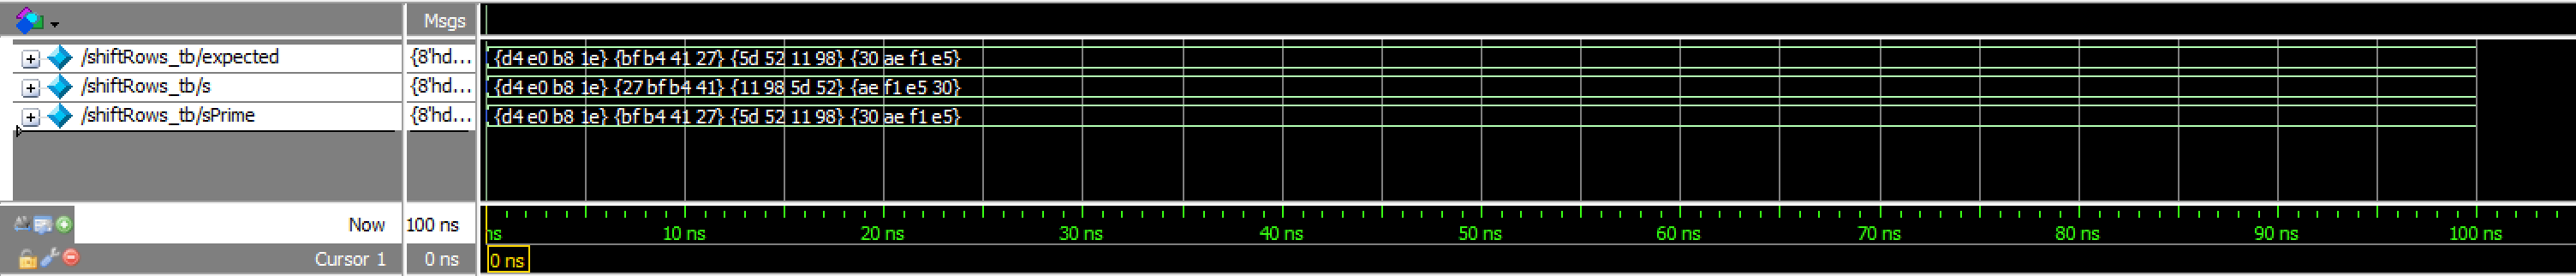 Msgs
/shiftRows_tb/expected {8'hd... {d4 e0 b8 1e} {bf b4 41 27} {5d 52 11 98} {30 ae f1 e5}
/shiftRows_tb/s {8'hd... {d4 e0 b8 1e} {27 bf b4 41} {11 98 5d 52} {ae f1 e5 30}
/shiftRows_tb/sPrime {8'hd... {d4 e0 b8 1e} {bf b4 41 27} {5d 52 11 98} {30 ae f1 e5}
Now 100 ns ns 10 ns 20 ns 30 ns 40 ns 50 ns 60 ns 70 ns 80 ns 90 ns 100 ns
Cursor 1 0 ns 0 ns